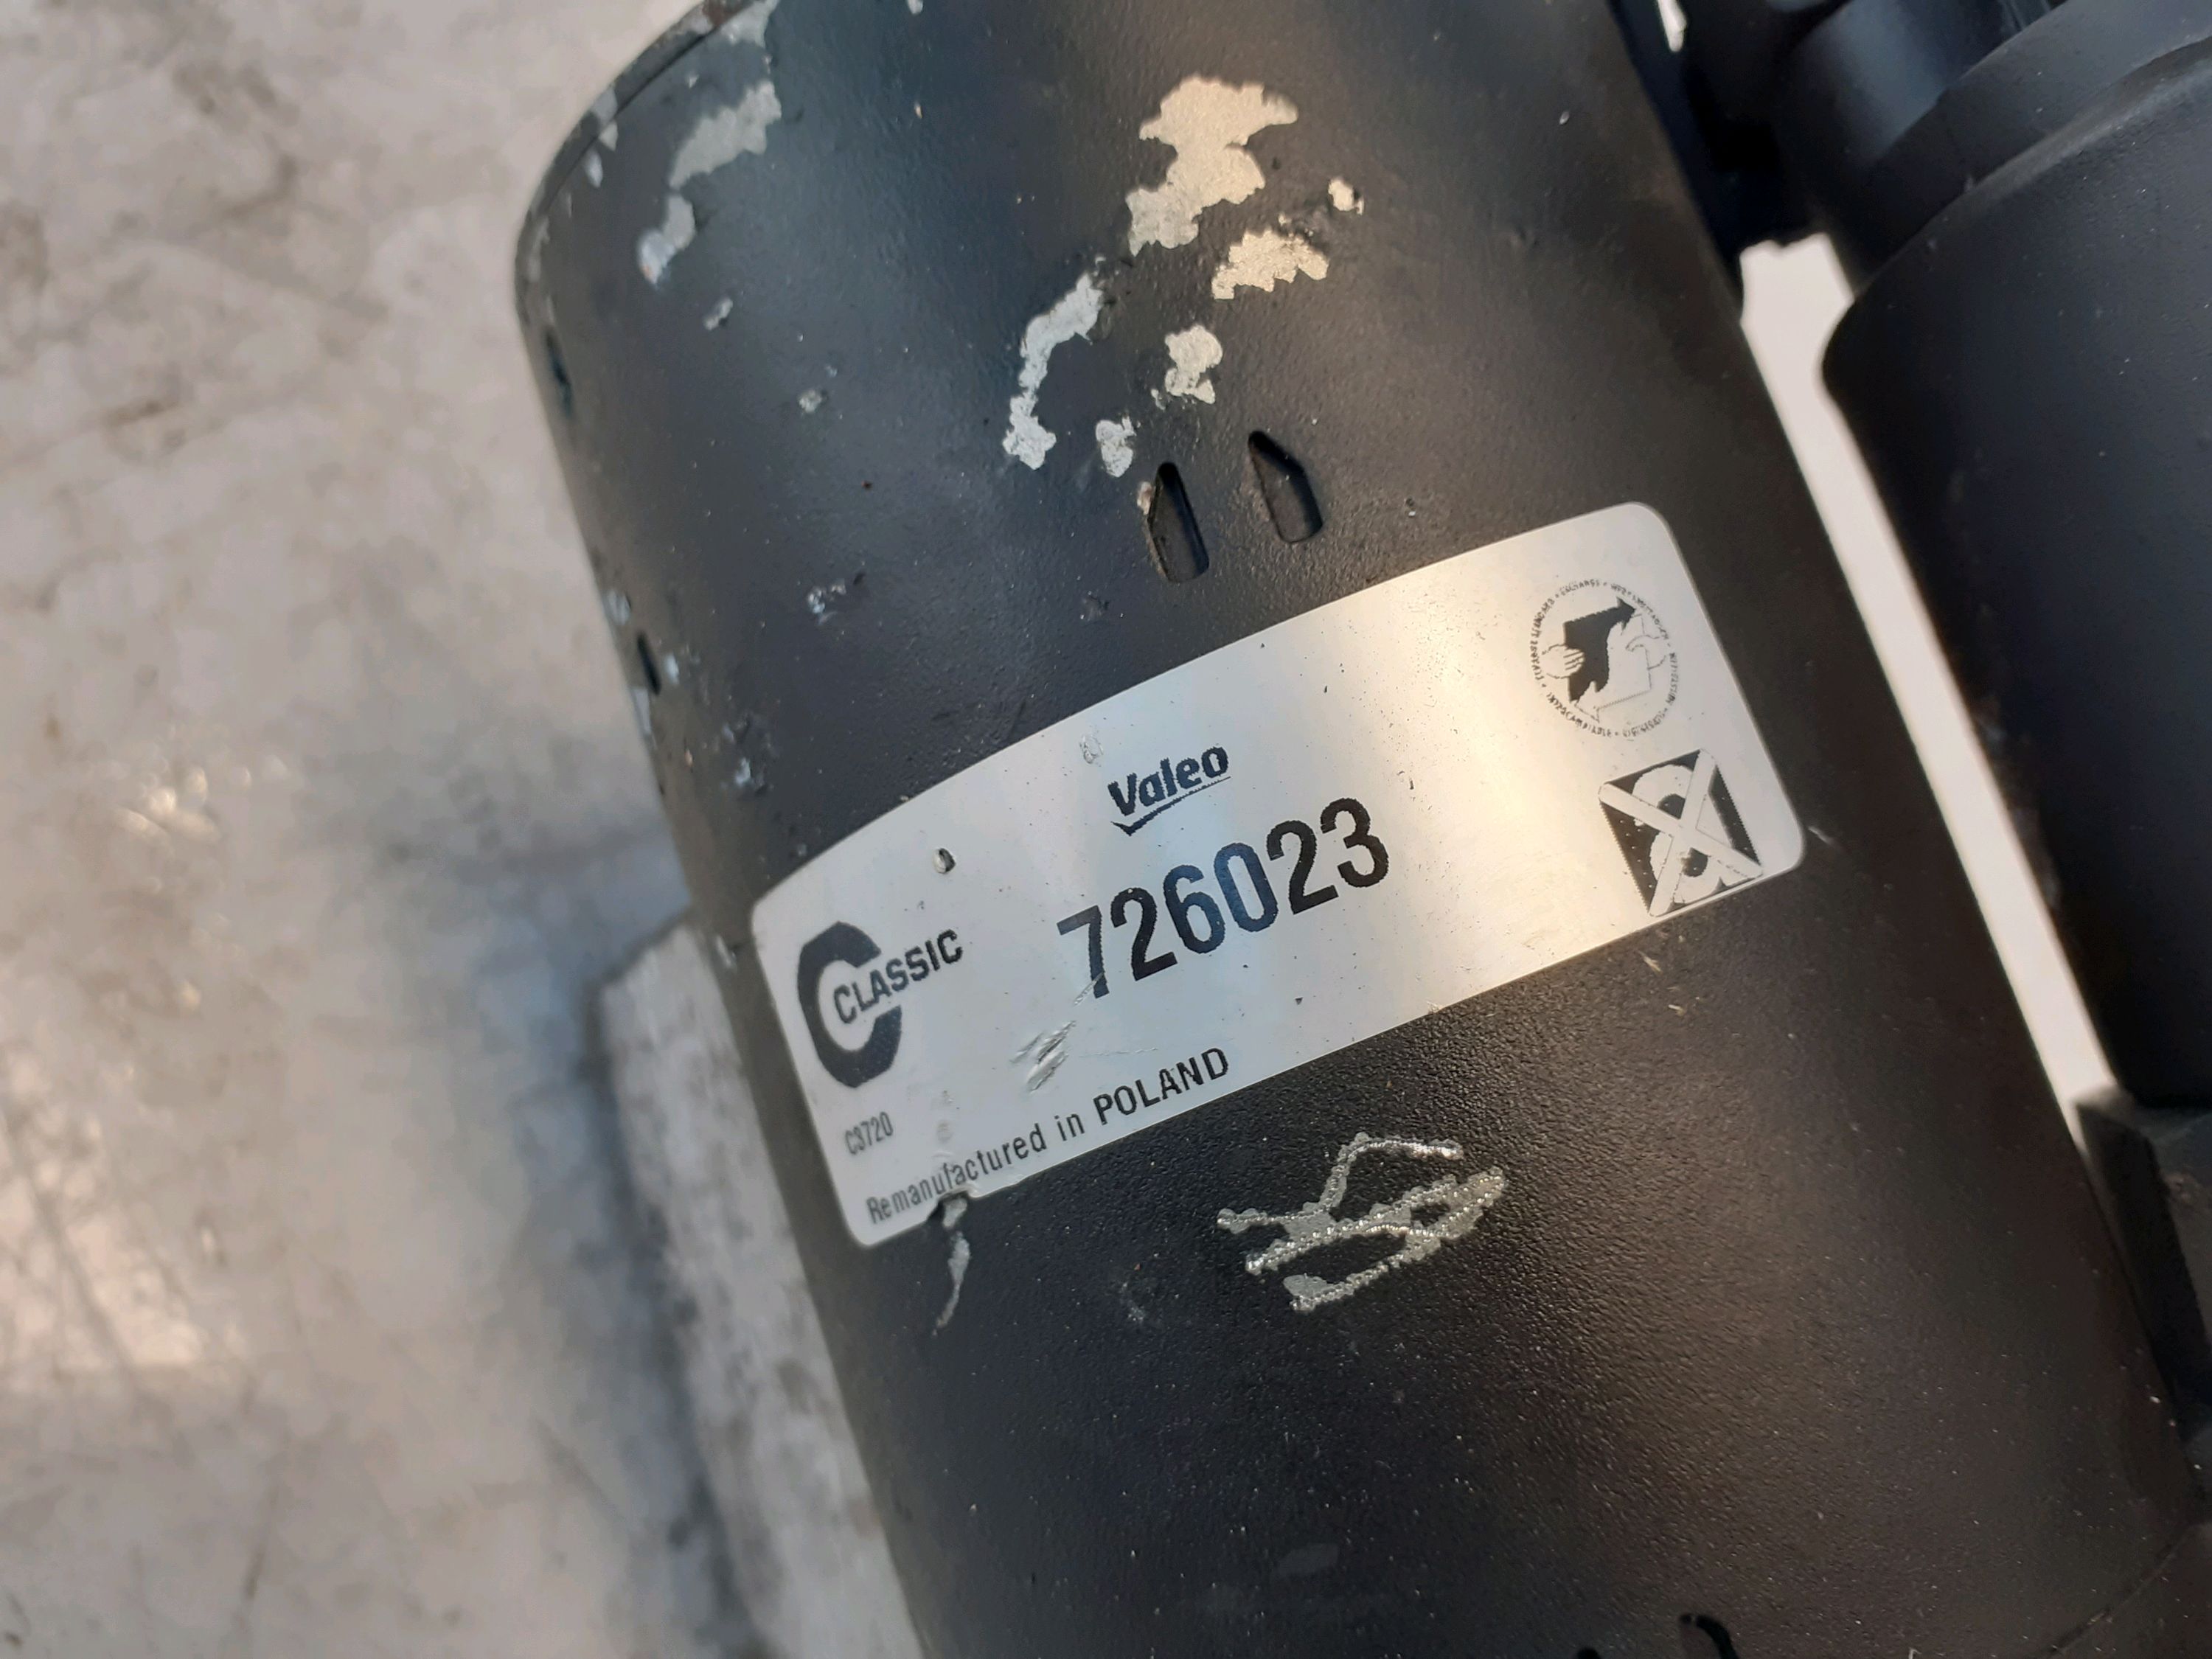 Valeo
726023
C CLASSIC
C3720
Remanufactured in POLAND